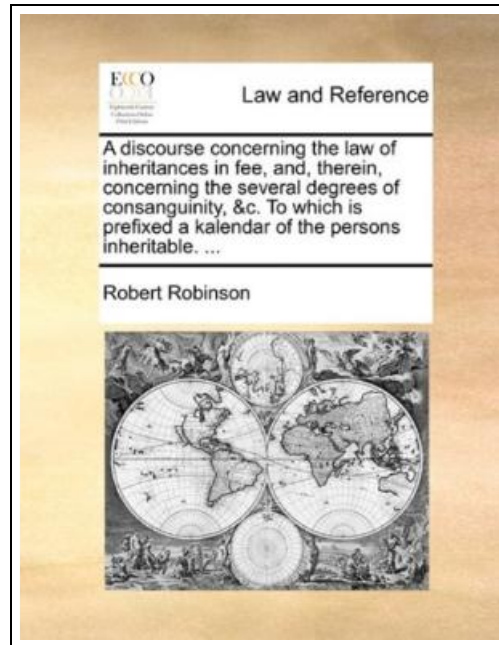 ECCO
Law and Reference
A discourse concerning the law of
inheritances in fee, and, therein,
concerning the several degrees of
consanguinity, &c. To which is
prefixed a kalendar of the persons
inheritable. ...
Robert Robinson